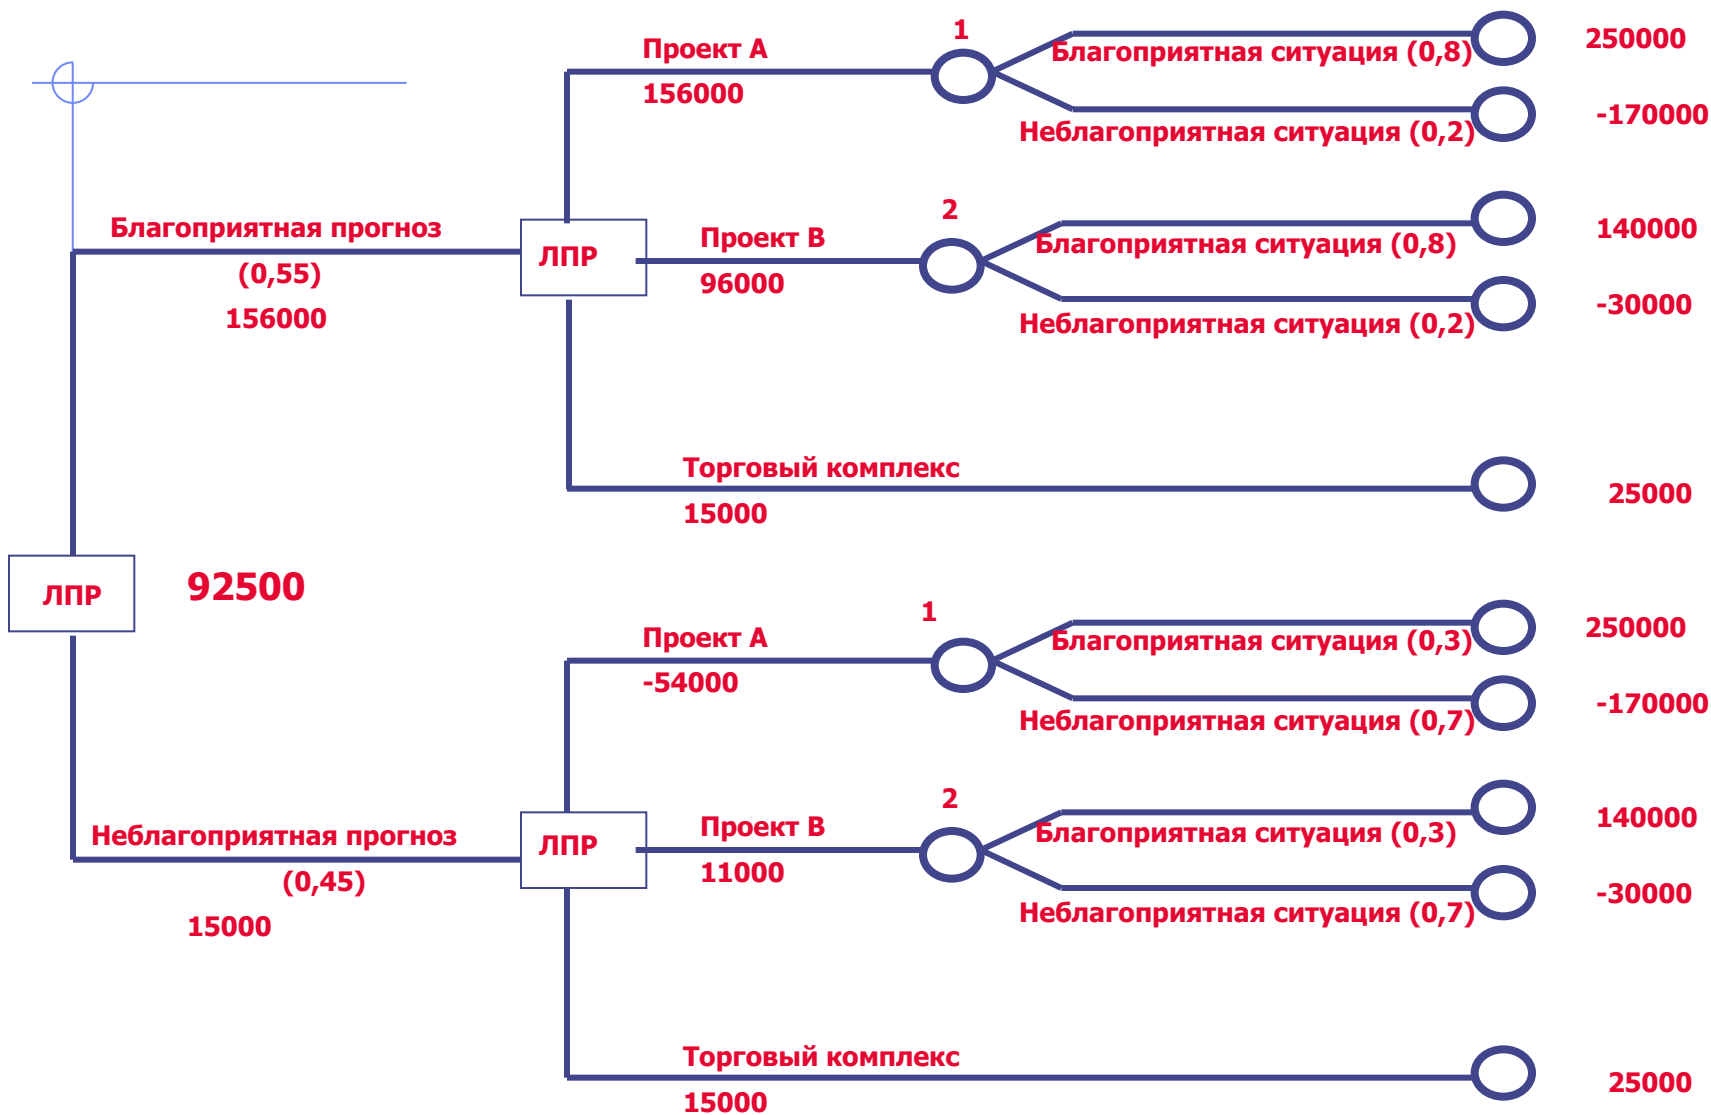 1
Проект А
156000
Благоприятная ситуация (0,8)
250000
Неблагоприятная ситуация (0,2)
-170000
Благоприятная прогноз
(0,55)
156000
ЛПР
2
Проект В
96000
Благоприятная ситуация (0,8)
140000
Неблагоприятная ситуация (0,2)
-30000
Торговый комплекс
15000
25000
ЛПР
92500
1
Проект А
-54000
Благоприятная ситуация (0,3)
250000
Неблагоприятная ситуация (0,7)
-170000
Неблагоприятная прогноз
(0,45)
15000
ЛПР
2
Проект В
11000
Благоприятная ситуация (0,3)
140000
Неблагоприятная ситуация (0,7)
-30000
Торговый комплекс
15000
25000